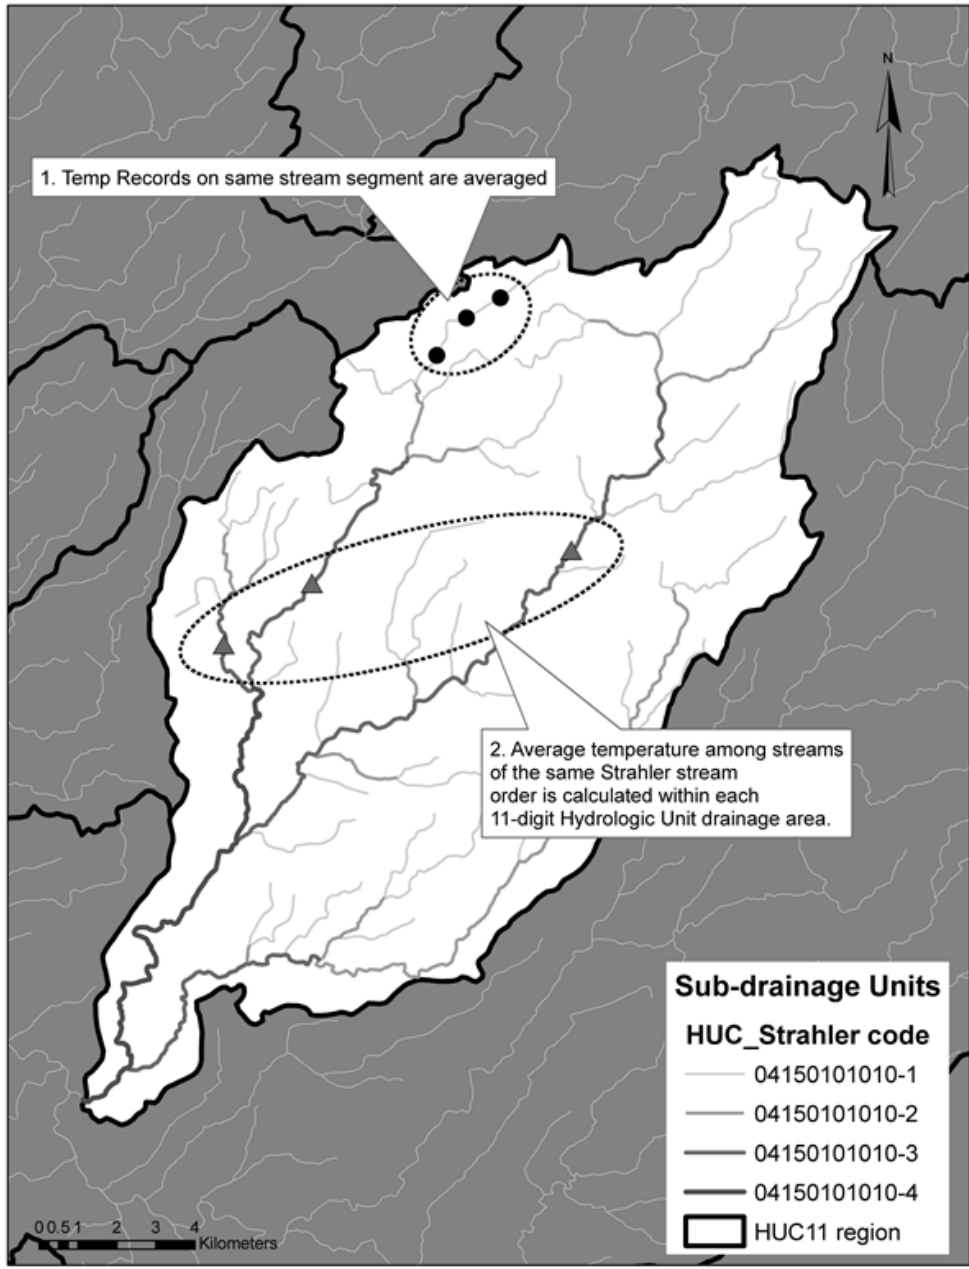 N
1. Temp Records on same stream segment are averaged
2. Average temperature among streams
of the same Strahler stream
order is calculated within each
11-digit Hydrologic Unit drainage area.
Sub-drainage Units
HUC_Strahler code
04150101010-1
04150101010-2
04150101010-3
04150101010-4
HUC11 region
0 0.5 1 2 3 4
Kilometers